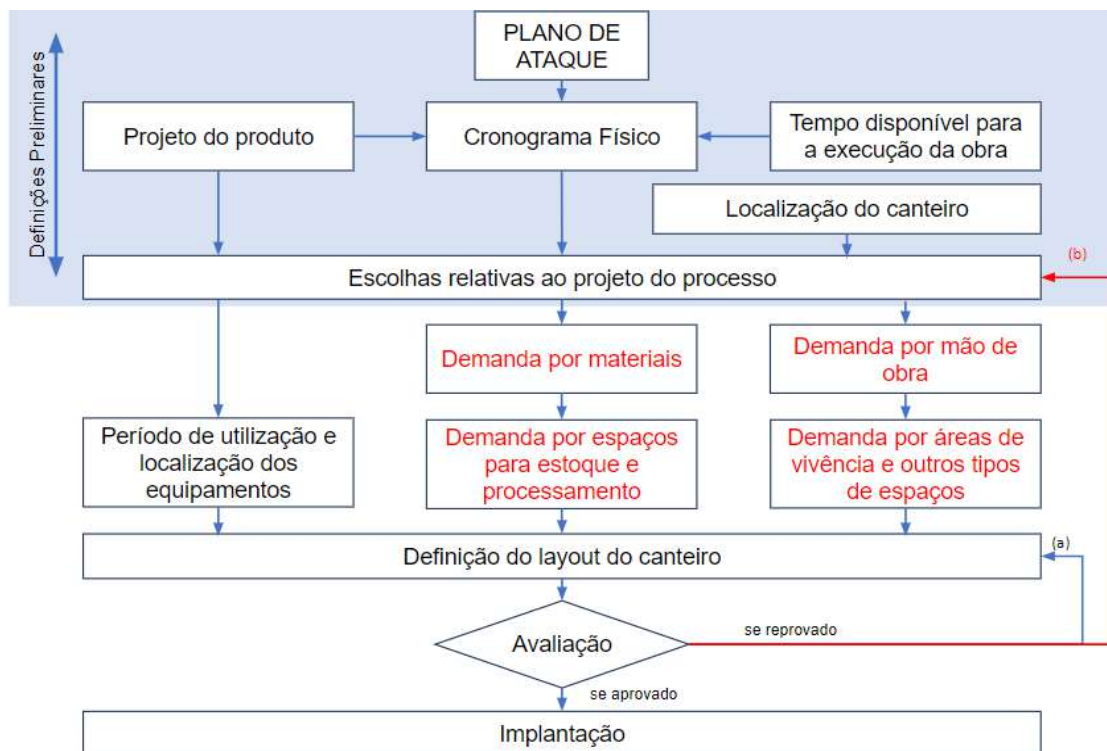 PLANO DE
ATAQUE
Definições Preliminares
Projeto do produto
Cronograma Físico
Tempo disponível para
a execução da obra
Localização do canteiro
Escolhas relativas ao projeto do processo
(b)
Demanda por materiais
Demanda por mão de
obra
Período de utilização e
localização dos
equipamentos
Demanda por espaços
para estoque e
processamento
Demanda por áreas de
vivência e outros tipos
de espaços
Definição do layout do canteiro
(a)
Avaliação
se reprovado
se aprovado
Implantação